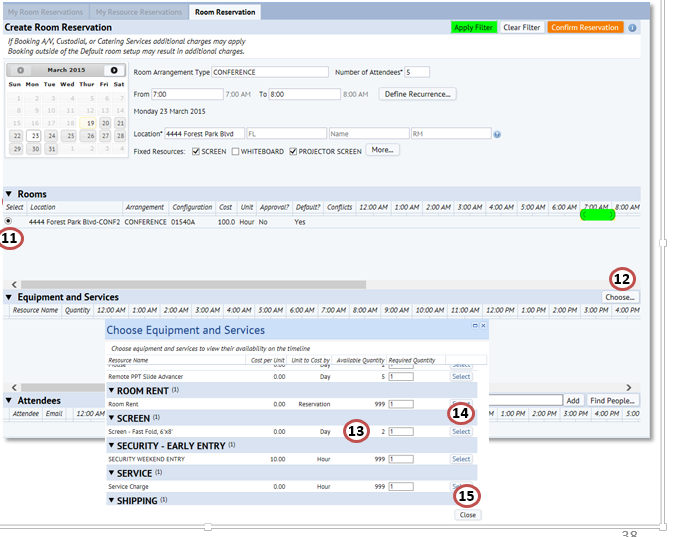 My Room Reservations My Resource Reservations Room Reservation
Create Room Reservation Apply Filter Clear Filter Confirm Reservation
If Booking A/V, Custodial, or Catering Services additional charges may apply
Booking outside of the Default room setup may result in additional charges.
March 2015
Sun Mon Tue Wed Thu Fri Sat
1 2 3 4 5 6 7
8 9 10 11 12 13 14
15 16 17 18 19 20 21
22 23 24 25 26 27 28
29 30 31 1 2 3 4
Room Arrangement Type CONFERENCE Number of Attendees* 5
From 7:00 7:00 AM To 8:00 8:00 AM Define Recurrence...
Monday 23 March 2015
Location* 4444 Forest Park Blvd FL Name RM
Fixed Resources: SCREEN WHITEBOARD PROJECTOR SCREEN More...
Rooms
Select Location Arrangement Configuration Cost Unit Approval? Default? Conflicts 12:00 AM 1:00 AM 2:00 AM 3:00 AM 4:00 AM 5:00 AM 6:00 AM 7:00 AM 8:00 AM
4444 Forest Park Blvd-CONF2 CONFERENCE 01540A 100.0 Hour No Yes
11
12
Equipment and Services Choose...
Resource Name Quantity 12:00 AM 1:00 AM 2:00 AM 3:00 AM 4:00 AM 5:00 AM 6:00 AM 7:00 AM 8:00 AM 9:00 AM 10:00 AM 11:00 AM 12:00 PM 1:00 PM 2:00 PM 3:00 PM 4:00 PM
Choose Equipment and Services
Choose equipment and services to view their availability on the timeline
Resource Name Cost per Unit Unit to Cost by Available Quantity Required Quantity
Mouse 0.00 Day 2 1 Select
Remote PPT Slide Advancer 0.00 Day 5 1 Select
ROOM RENT (1)
Room Rent 0.00 Reservation 999 1 Select
14
SCREEN (1)
Screen - Fast Fold, 6'x8' 0.00 Day 13 2 1 Select
SECURITY - EARLY ENTRY (1)
SECURITY WEEKEND ENTRY 10.00 Hour 999 1 Select
SERVICE (1)
Service Charge 0.00 Hour 999 1 Select
15
SHIPPING (1)
Close
Attendees Add Find People...
Attendee Email 12:00 AM 1:00 PM 2:00 PM 3:00 PM 4:00 PM 5:00
38